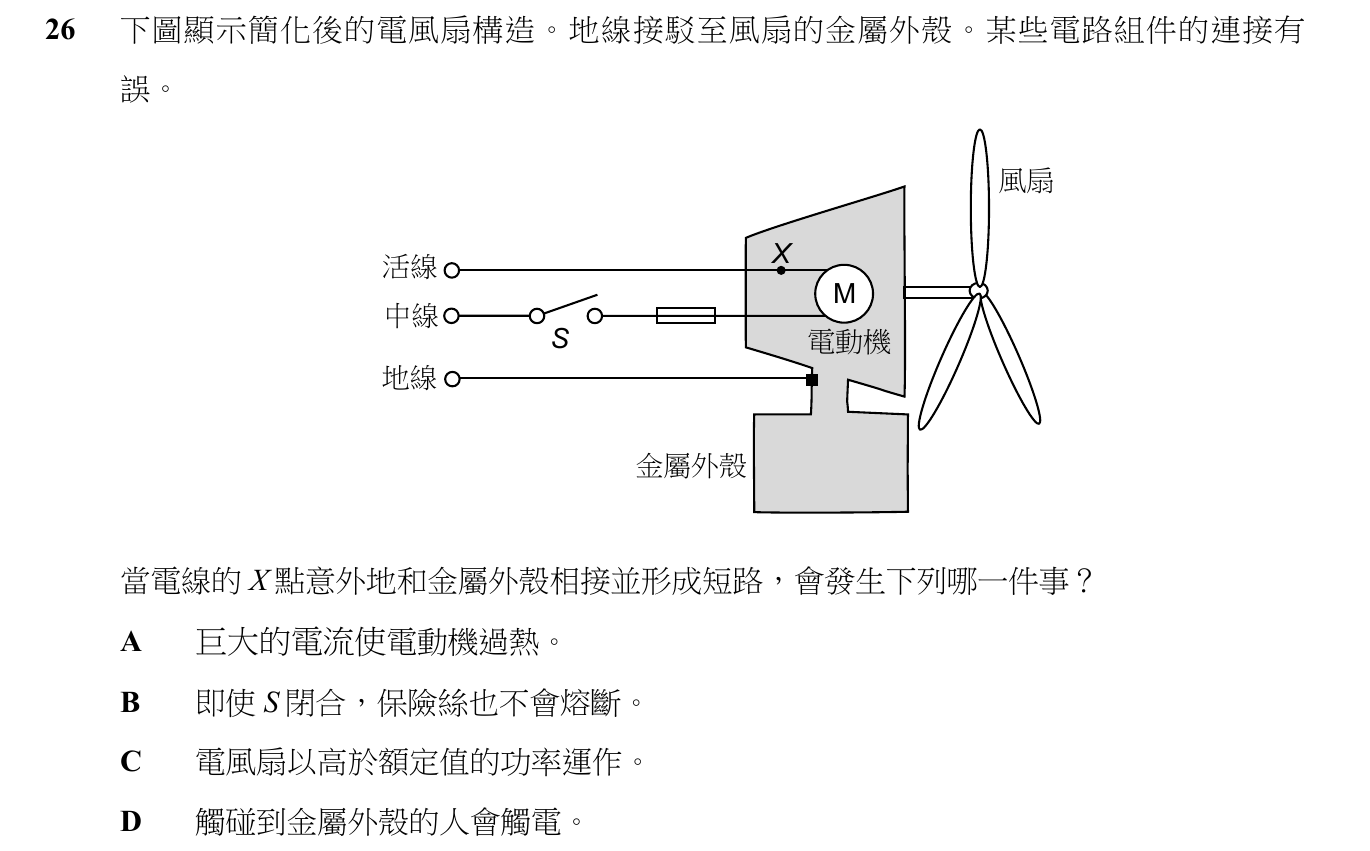 26 下圖顯示簡化後的電風扇構造。地線接駁至風扇的金屬外殼。某些電路組件的連接有
誤。
風扇
活線
X
M
中線
S
電動機
地線
金屬外殼
當電線的 X 點意外地和金屬外殼相接並形成短路，會發生下列哪一件事？
A 巨大的電流使電動機過熱。
B 即使 S 閉合，保險絲也不會熔斷。
C 電風扇以高於額定值的功率運作。
D 觸碰到金屬外殼的人會觸電。